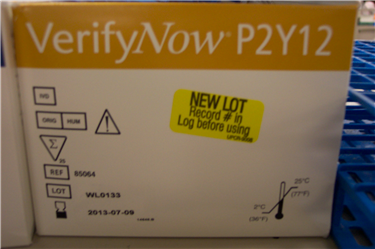 VerifyNow P2Y12
IVD
ORIG HUM
Σ
25
REF 85064
LOT WL0133
2013-07-09
NEW LOT
Record # in
Log before using
25°C
(77°F)
2°C
(36°F)